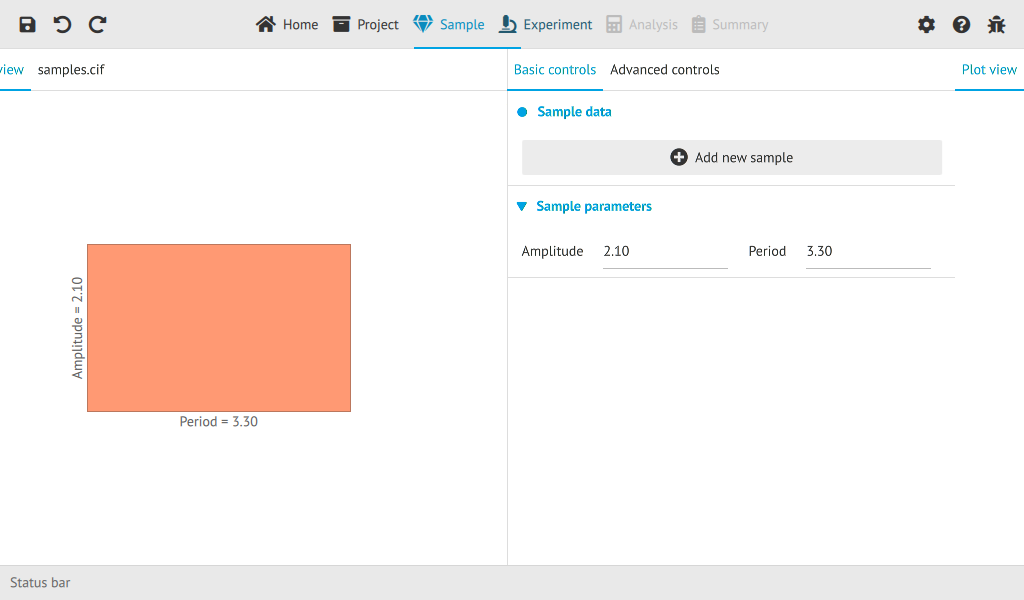 Home Project Sample Experiment Analysis Summary
view samples.cif Basic controls Advanced controls Plot view
Sample data
Add new sample
Sample parameters
Amplitude 2.10 Period 3.30
Amplitude = 2.10
Period = 3.30
Status bar